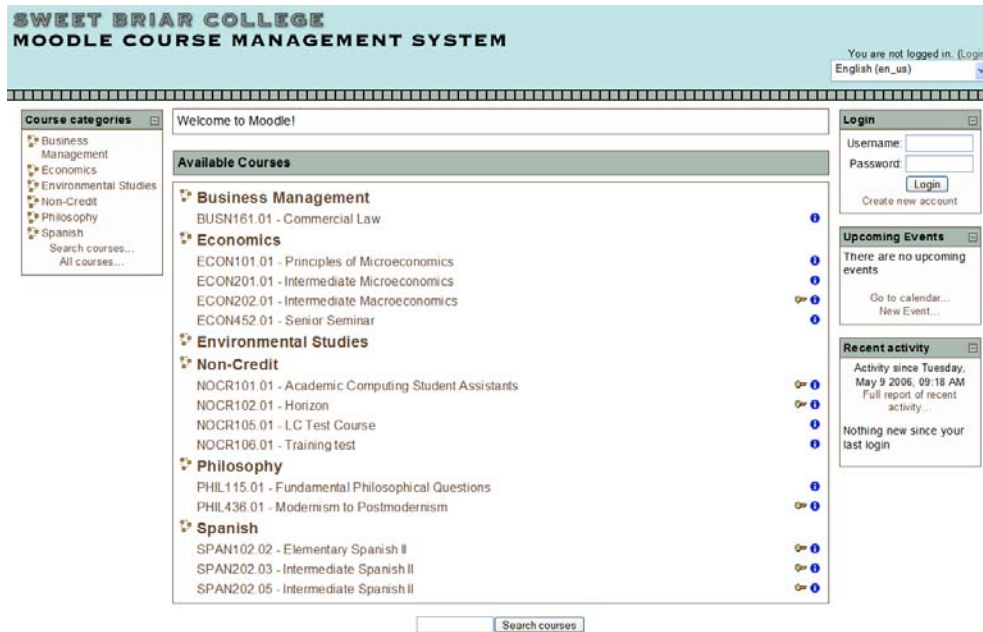 SWEET BRIAR COLLEGE
MOODLE COURSE MANAGEMENT SYSTEM
You are not logged in. (Login
English (en_us)
Course categories
Business
Management
Economics
Environmental Studies
Non-Credit
Philosophy
Spanish
Search courses...
All courses...
Welcome to Moodle!
Available Courses
Business Management
BUSN161.01 - Commercial Law
Economics
ECON101.01 - Principles of Microeconomics
ECON201.01 - Intermediate Microeconomics
ECON202.01 - Intermediate Macroeconomics
ECON452.01 - Senior Seminar
Environmental Studies
Non-Credit
NOCR101.01 - Academic Computing Student Assistants
NOCR102.01 - Horizon
NOCR105.01 - LC Test Course
NOCR106.01 - Training test
Philosophy
PHIL115.01 - Fundamental Philosophical Questions
PHIL436.01 - Modernism to Postmodernism
Spanish
SPAN102.02 - Elementary Spanish II
SPAN202.03 - Intermediate Spanish II
SPAN202.05 - Intermediate Spanish II
Search courses
Login
Username:
Password:
Login
Create new account
Upcoming Events
There are no upcoming
events
Go to calendar...
New Event...
Recent activity
Activity since Tuesday,
May 9 2006, 09:18 AM
Full report of recent
activity...
Nothing new since your
last login